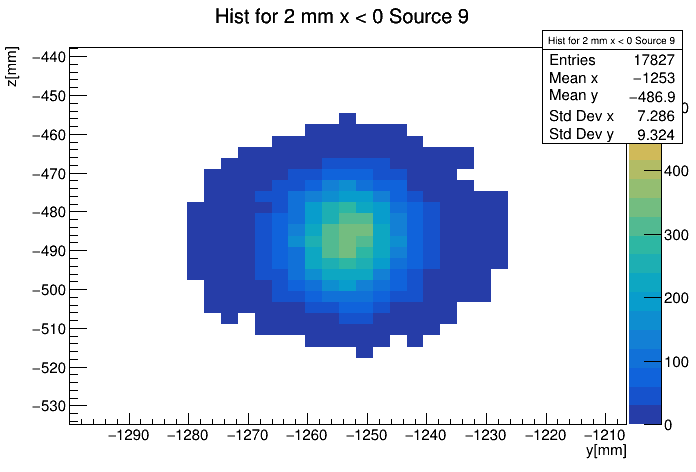 Hist for 2 mm x < 0 Source 9
z[mm]
Hist for 2 mm x < 0 Source 9
Entries 17827
Mean x −1253
Mean y −486.9
Std Dev x 7.286
Std Dev y 9.324
−440
−450
−460
−470
−480
−490
−500
−510
−520
−530
0
400
300
200
100
0
−1290 −1280 −1270 −1260 −1250 −1240 −1230 −1220 −1210
y[mm]